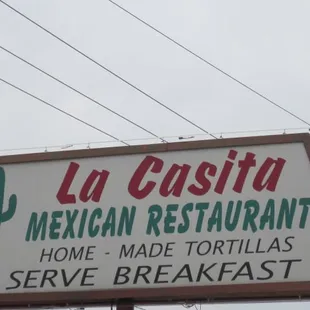 La Casita
MEXICAN RESTAURANT
HOME - MADE TORTILLAS
SERVE BREAKFAST